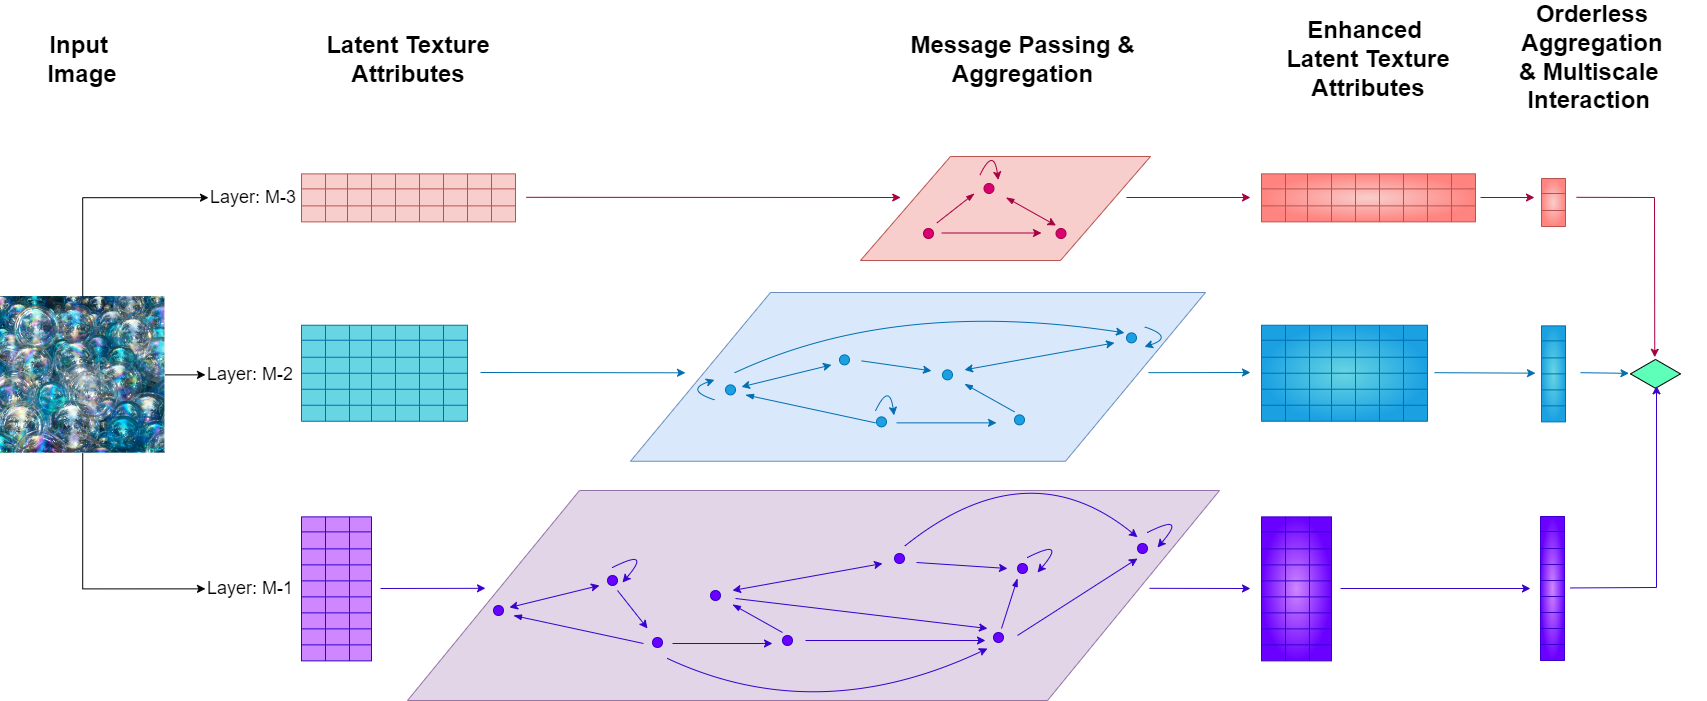 Input
Image
Latent Texture
Attributes
Message Passing &
Aggregation
Enhanced
Latent Texture
Attributes
Orderless
Aggregation
& Multiscale
Interaction
Layer: M-3
Layer: M-2
Layer: M-1